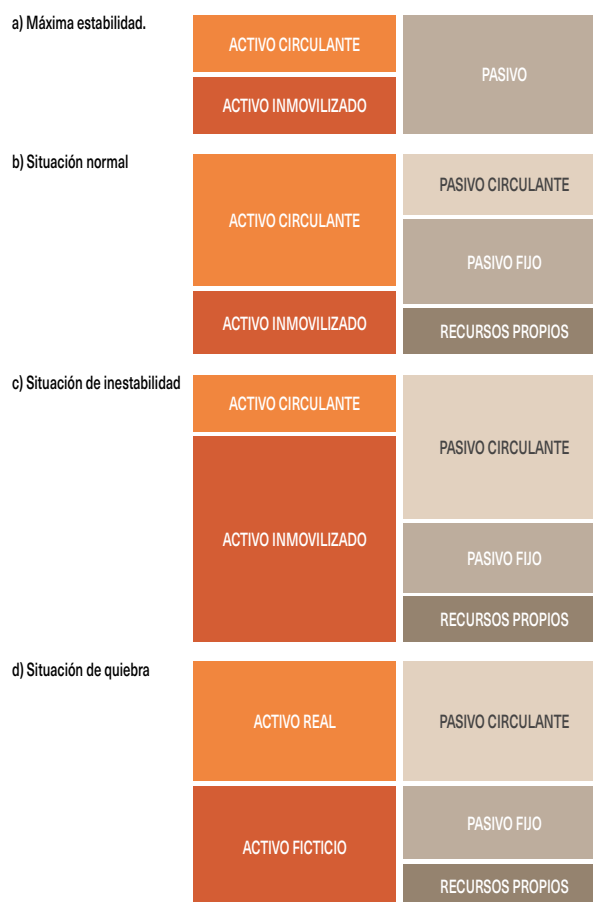 a) Máxima estabilidad.
ACTIVO CIRCULANTE
ACTIVO INMOVILIZADO
PASIVO
b) Situación normal
ACTIVO CIRCULANTE
ACTIVO INMOVILIZADO
PASIVO CIRCULANTE
PASIVO FIJO
RECURSOS PROPIOS
c) Situación de inestabilidad
ACTIVO CIRCULANTE
ACTIVO INMOVILIZADO
PASIVO CIRCULANTE
PASIVO FIJO
RECURSOS PROPIOS
d) Situación de quiebra
ACTIVO REAL
ACTIVO FICTICIO
PASIVO CIRCULANTE
PASIVO FIJO
RECURSOS PROPIOS